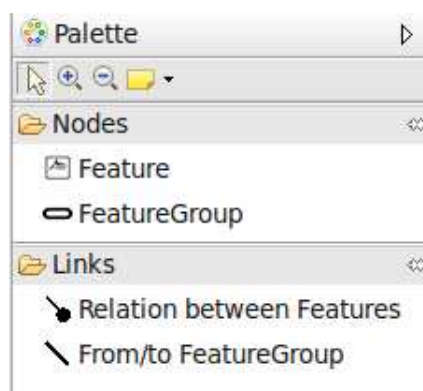 Palette
Nodes
Feature
FeatureGroup
Links
Relation between Features
From/to FeatureGroup